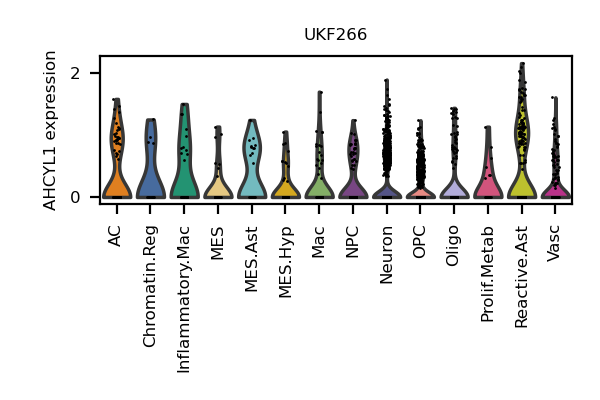 UKF266
AHCYL1 expression
2
0
AC
Chromatin.Reg
Inflammatory.Mac
MES
MES.Ast
MES.Hyp
Mac
NPC
Neuron
OPC
Oligo
Prolif.Metab
Reactive.Ast
Vasc